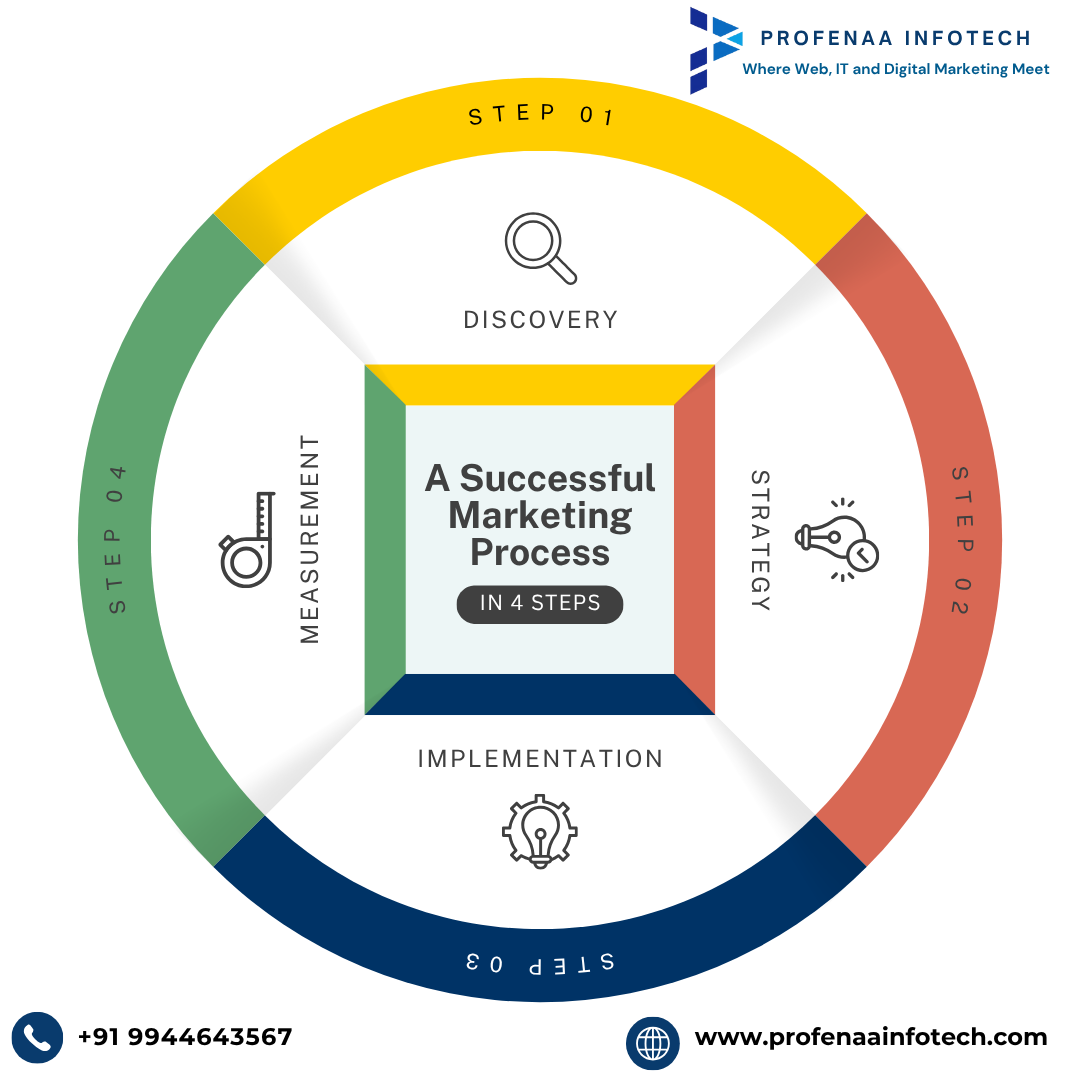 PROFENAA INFOTECH
Where Web, IT and Digital Marketing Meet
STEP 01
DISCOVERY
STEP 02
STRATEGY
A Successful
Marketing
Process
IN 4 STEPS
IMPLEMENTATION
STEP 03
MEASUREMENT
STEP 04
+91 9944643567
www.profenaainfotech.com